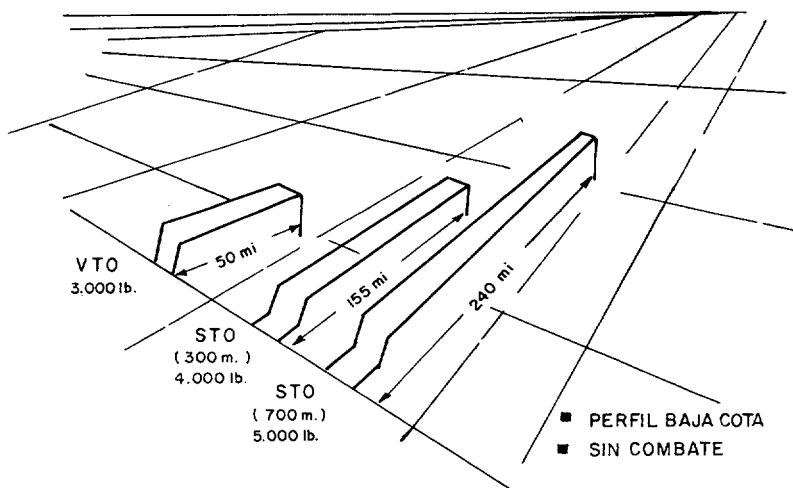 VTO
3.000 lb.
50 mi
STO
(300 m.)
4.000 lb.
155 mi
STO
(700 m.)
5.000 lb.
240 mi
■ PERFIL BAJA COTA
■ SIN COMBATE